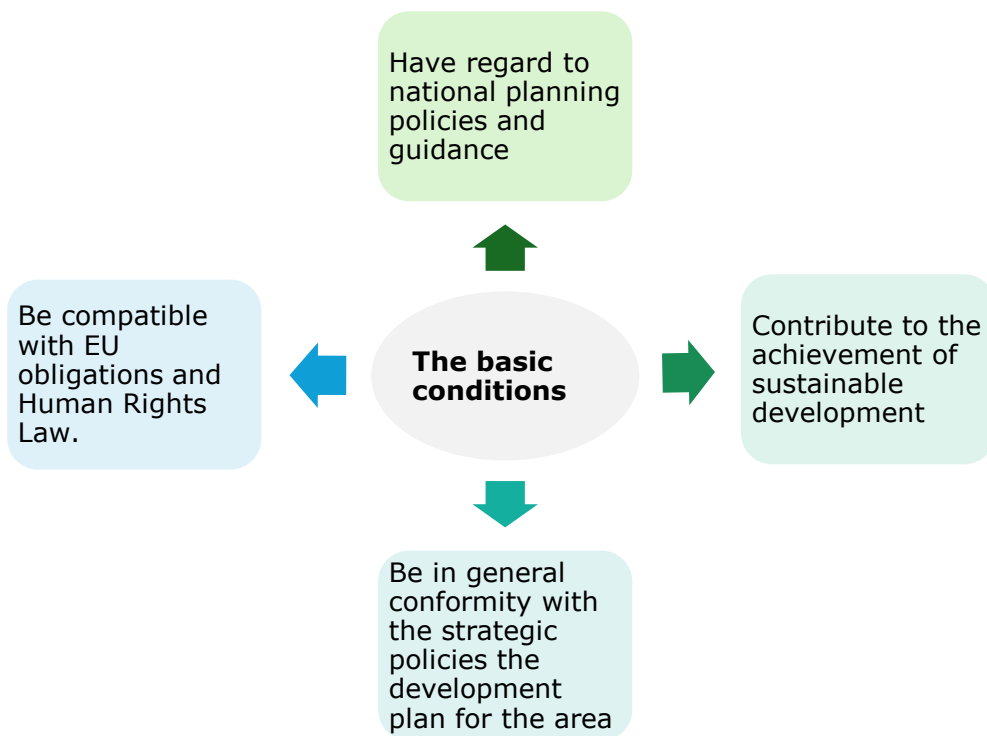 Have regard to
national planning
policies and
guidance
Be compatible
with EU
obligations and
Human Rights
Law.
The basic
conditions
Contribute to the
achievement of
sustainable
development
Be in general
conformity with
the strategic
policies the
development
plan for the area